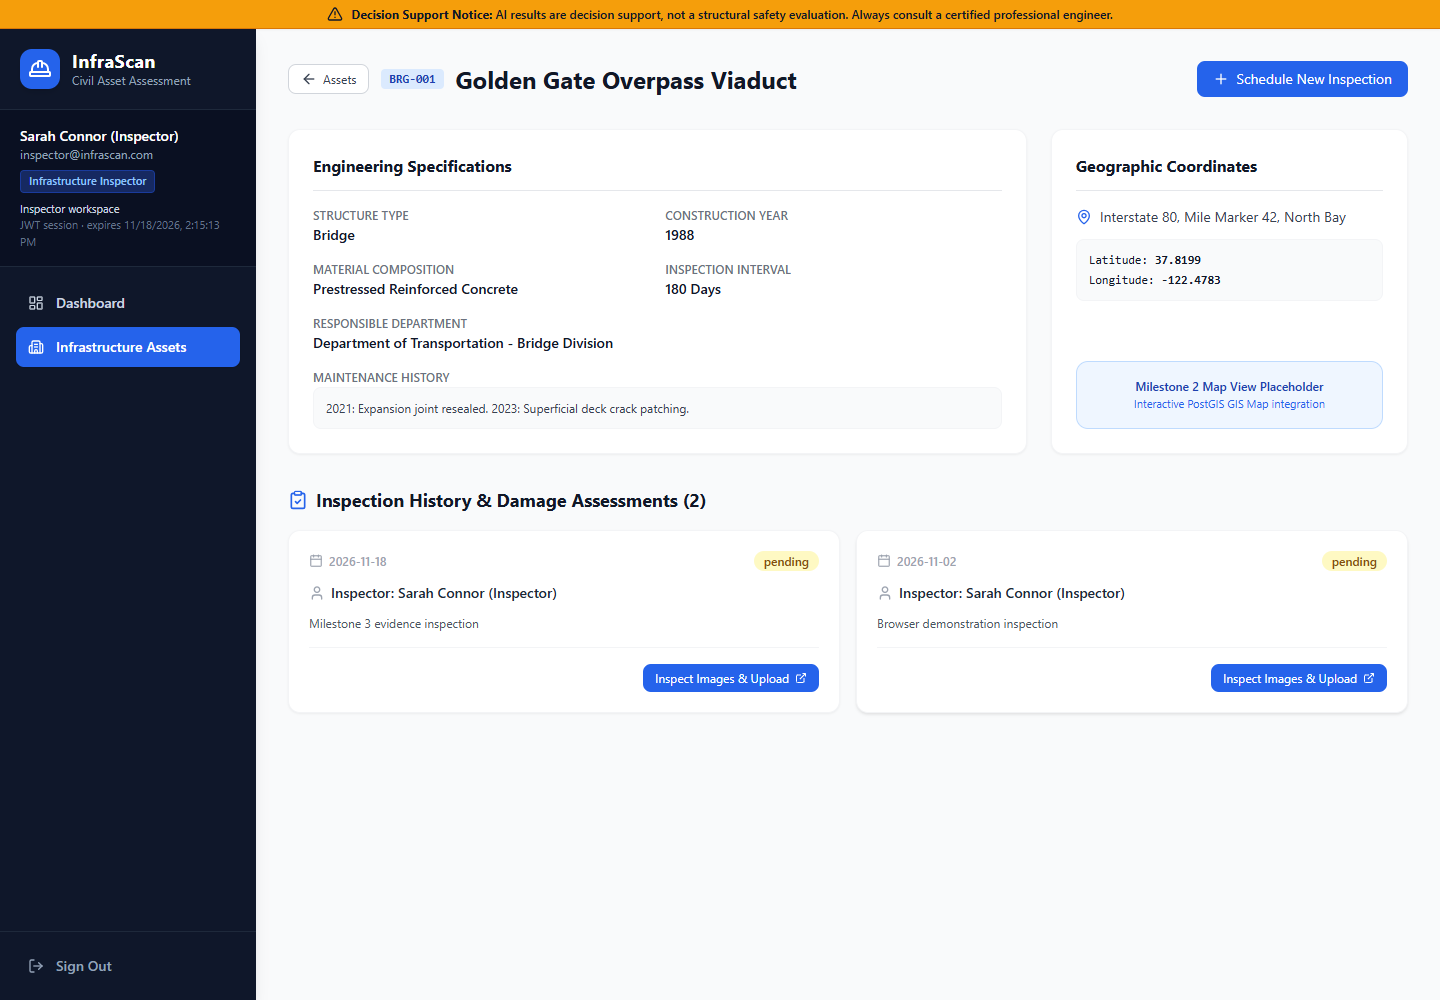 Decision Support Notice: AI results are decision support, not a structural safety evaluation. Always consult a certified professional engineer.
InfraScan
Civil Asset Assessment
Sarah Connor (Inspector)
inspector@infrascan.com
Infrastructure Inspector
Inspector workspace
JWT session · expires 11/18/2026, 2:15:13
PM
Dashboard
Infrastructure Assets
Sign Out
Assets
BRG-001
Golden Gate Overpass Viaduct
Schedule New Inspection
Engineering Specifications
STRUCTURE TYPE
Bridge
CONSTRUCTION YEAR
1988
MATERIAL COMPOSITION
Prestressed Reinforced Concrete
INSPECTION INTERVAL
180 Days
RESPONSIBLE DEPARTMENT
Department of Transportation - Bridge Division
MAINTENANCE HISTORY
2021: Expansion joint resealed. 2023: Superficial deck crack patching.
Geographic Coordinates
Interstate 80, Mile Marker 42, North Bay
Latitude: 37.8199
Longitude: -122.4783
Milestone 2 Map View Placeholder
Interactive PostGIS GIS Map integration
Inspection History & Damage Assessments (2)
2026-11-18
pending
Inspector: Sarah Connor (Inspector)
Milestone 3 evidence inspection
Inspect Images & Upload
2026-11-02
pending
Inspector: Sarah Connor (Inspector)
Browser demonstration inspection
Inspect Images & Upload